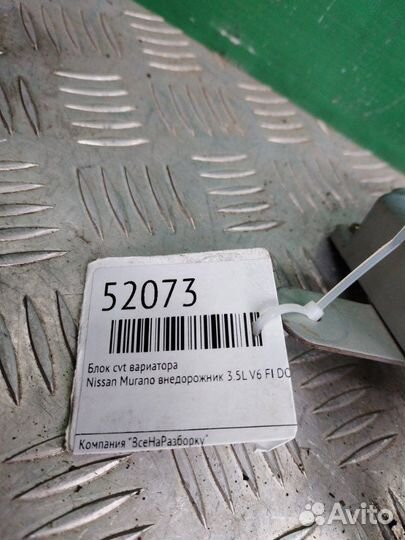 52073
Блок cvt вариатора
Nissan Murano внедорожник 3.5L V6 FI DO
Компания "ВсеНаРазборку"
Avito